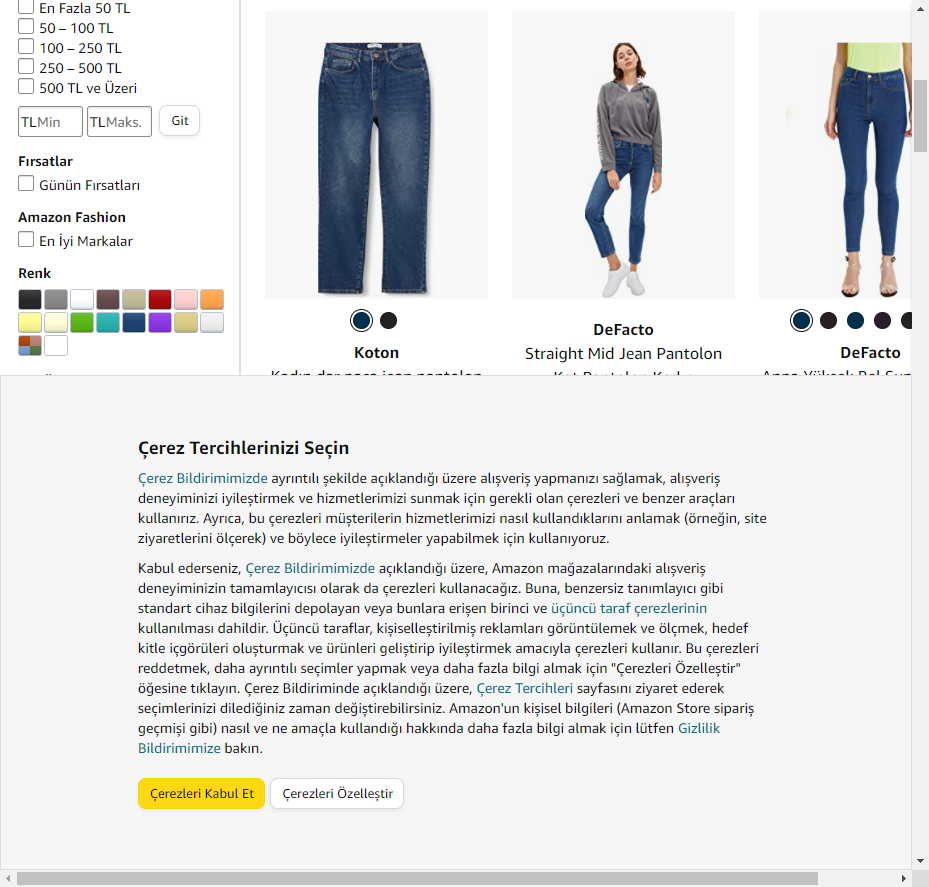 En Fazla 50 TL
50 – 100 TL
100 – 250 TL
250 – 500 TL
500 TL ve Üzeri
TL Min
TL Maks.
Git
Fırsatlar
Günün Fırsatları
Amazon Fashion
En İyi Markalar
Renk
Koton
DeFacto
Straight Mid Jean Pantolon
DeFacto
Çerez Tercihlerinizi Seçin
Çerez Bildirimimizde ayrıntılı şekilde açıklandığı üzere alışveriş yapmanızı sağlamak, alışveriş
deneyiminizi iyileştirmek ve hizmetlerimizi sunmak için gerekli olan çerezleri ve benzer araçları
kullanırız. Ayrıca, bu çerezleri müşterilerin hizmetlerimizi nasıl kullandıklarını anlamak (örneğin, site
ziyaretlerini ölçerek) ve böylece iyileştirmeler yapabilmek için kullanıyoruz.
Kabul ederseniz, Çerez Bildirimimizde açıklandığı üzere, Amazon mağazalarındaki alışveriş
deneyiminizin tamamlayıcısı olarak da çerezleri kullanacağız. Buna, benzersiz tanımlayıcı gibi
standart cihaz bilgilerini depolayan veya bunlara erişen birinci ve üçüncü taraf çerezlerinin
kullanılması dahildir. Üçüncü taraflar, kişiselleştirilmiş reklamları görüntülemek ve ölçmek, hedef
kitle içgörüleri oluşturmak ve ürünleri geliştirip iyileştirmek amacıyla çerezleri kullanır. Bu çerezleri
reddetmek, daha ayrıntılı seçimler yapmak veya daha fazla bilgi almak için "Çerezleri Özelleştir"
öğesine tıklayın. Çerez Bildiriminde açıklandığı üzere, Çerez Tercihleri sayfasını ziyaret ederek
seçimlerinizi dilediğiniz zaman değiştirebilirsiniz. Amazon'un kişisel bilgileri (Amazon Store sipariş
geçmişi gibi) nasıl ve ne amaçla kullandığı hakkında daha fazla bilgi almak için lütfen Gizlilik
Bildirimimize bakın.
Çerezleri Kabul Et
Çerezleri Özelleştir